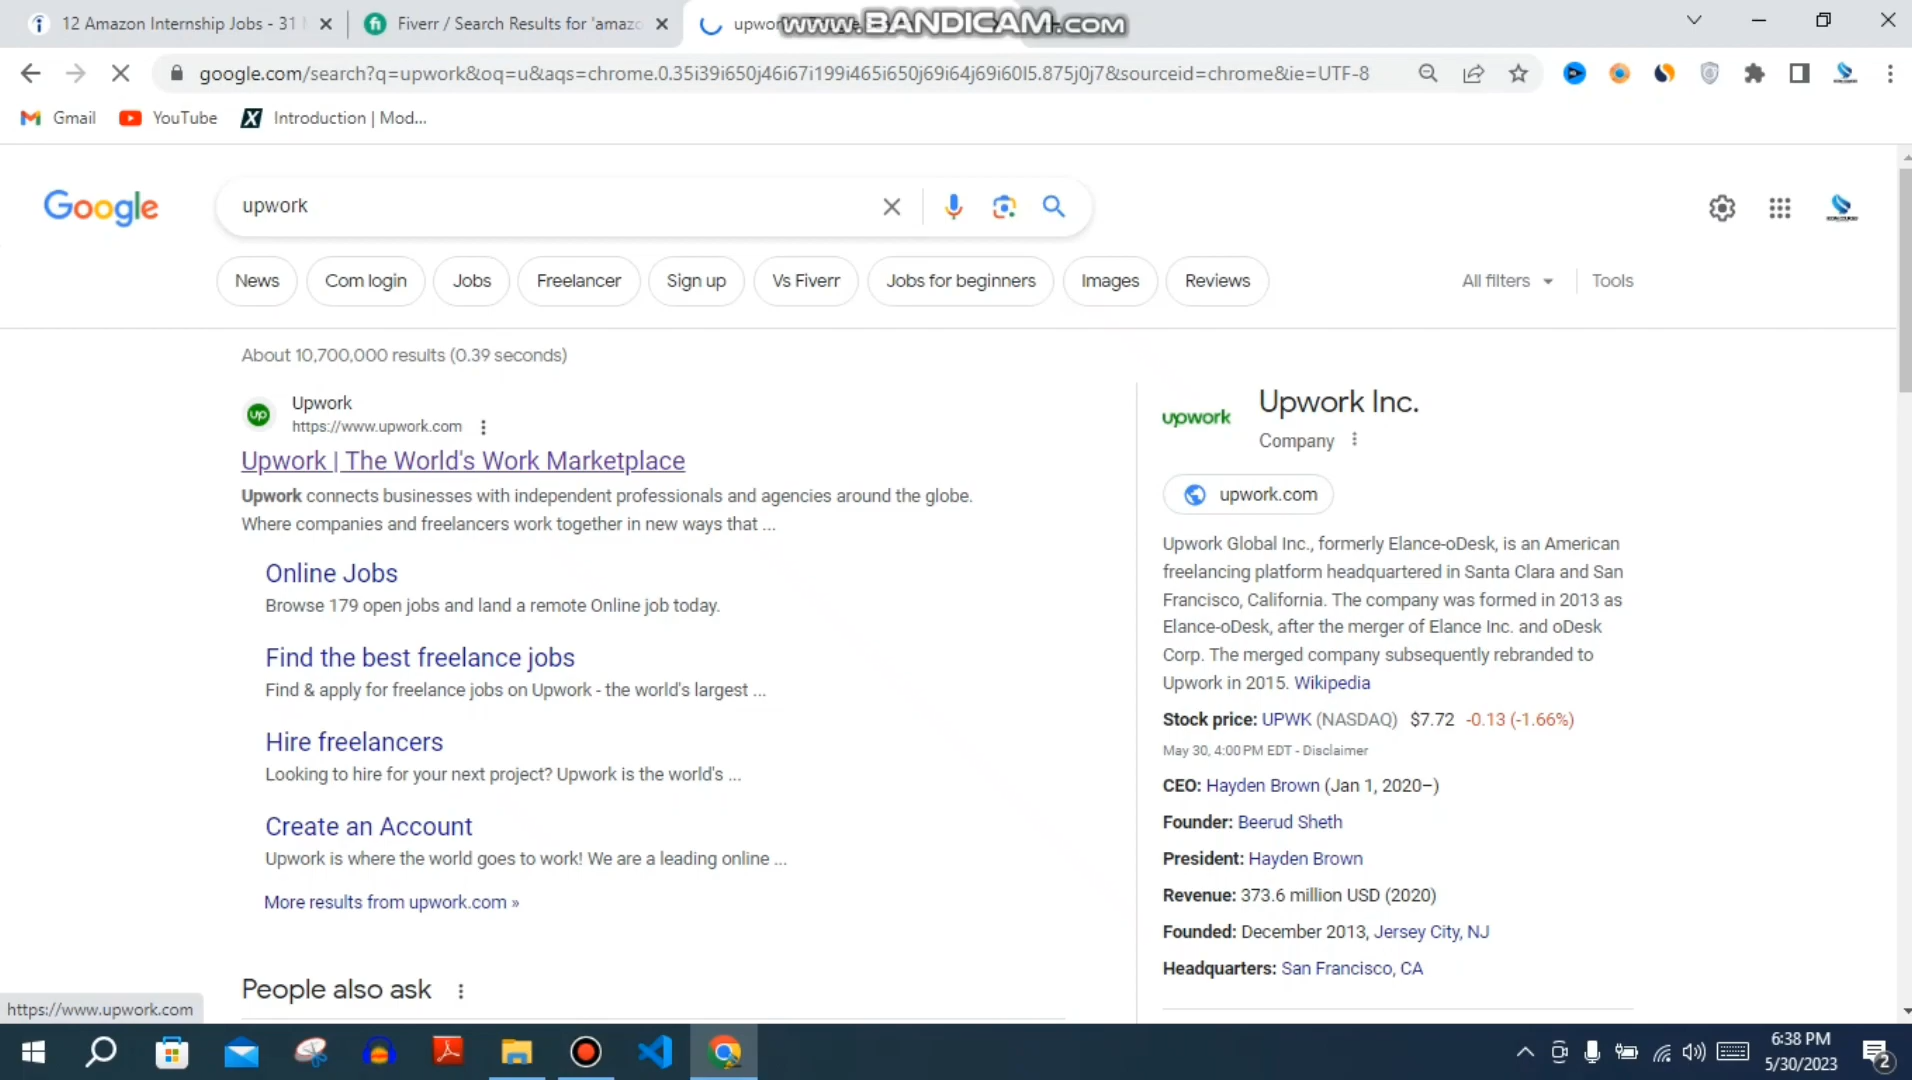 12 Amazon Internship Jobs - 31
Fiverr / Search Results for 'amazo
upwor
www.BANDICAM.com
google.com/search?q=upwork&oq=u&aqs=chrome.0.35i39i650j46i67i199i465i650j69i64j69i60l5.875j0j7&sourceid=chrome&ie=UTF-8
Gmail
YouTube
Introduction | Mod...
Google
upwork
News
Com login
Jobs
Freelancer
Sign up
Vs Fiverr
Jobs for beginners
Images
Reviews
All filters
Tools
About 10,700,000 results (0.39 seconds)
up
Upwork
https://www.upwork.com
Upwork | The World's Work Marketplace
Upwork connects businesses with independent professionals and agencies around the globe.
Where companies and freelancers work together in new ways that ...
Online Jobs
Browse 179 open jobs and land a remote Online job today.
Find the best freelance jobs
Find & apply for freelance jobs on Upwork - the world's largest ...
Hire freelancers
Looking to hire for your next project? Upwork is the world's ...
Create an Account
Upwork is where the world goes to work! We are a leading online ...
More results from upwork.com »
People also ask
upwork
Upwork Inc.
Company
upwork.com
Upwork Global Inc., formerly Elance-oDesk, is an American
freelancing platform headquartered in Santa Clara and San
Francisco, California. The company was formed in 2013 as
Elance-oDesk, after the merger of Elance Inc. and oDesk
Corp. The merged company subsequently rebranded to
Upwork in 2015. Wikipedia
Stock price: UPWK (NASDAQ) $7.72 -0.13 (-1.66%)
May 30, 4:00 PM EDT - Disclaimer
CEO: Hayden Brown (Jan 1, 2020–)
Founder: Beerud Sheth
President: Hayden Brown
Revenue: 373.6 million USD (2020)
Founded: December 2013, Jersey City, NJ
Headquarters: San Francisco, CA
https://www.upwork.com
6:38 PM
5/30/2023
2